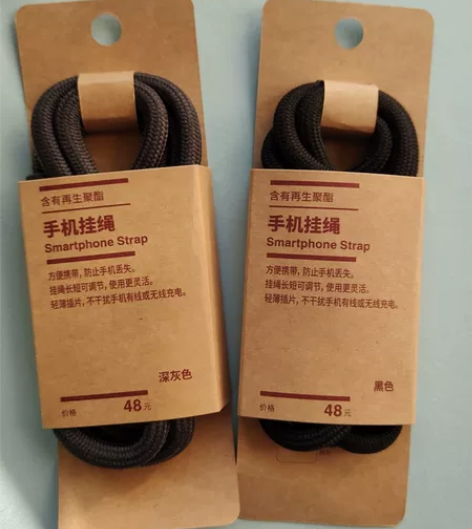 含有再生聚酯
手机挂绳
Smartphone Strap
方便携带，防止手机丢失。
挂绳长短可调节，使用更灵活。
轻薄插片，不干扰手机有线或无线充电。
深灰色
价格 48元
含有再生聚酯
手机挂绳
Smartphone Strap
方便携带，防止手机丢失。
挂绳长短可调节，使用更灵活。
轻薄插片，不干扰手机有线或无线充电。
黑色
价格 48元